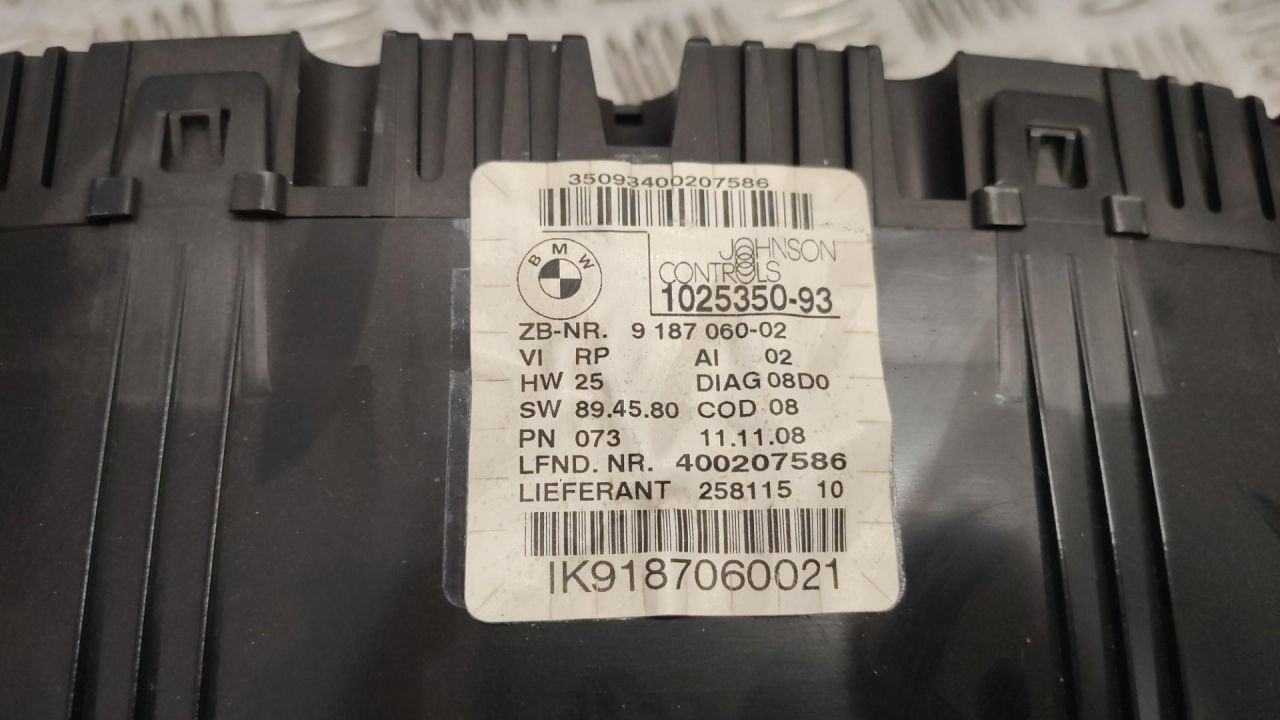 35093400207586
BMW
JOHNSON
CONTROLS
1025350-93
ZB-NR. 9 187 060-02
VI RP AI 02
HW 25 DIAG 08D0
SW 89.45.80 COD 08
PN 073 11.11.08
LFND. NR. 400207586
LIEFERANT 258115 10
IK9187060021